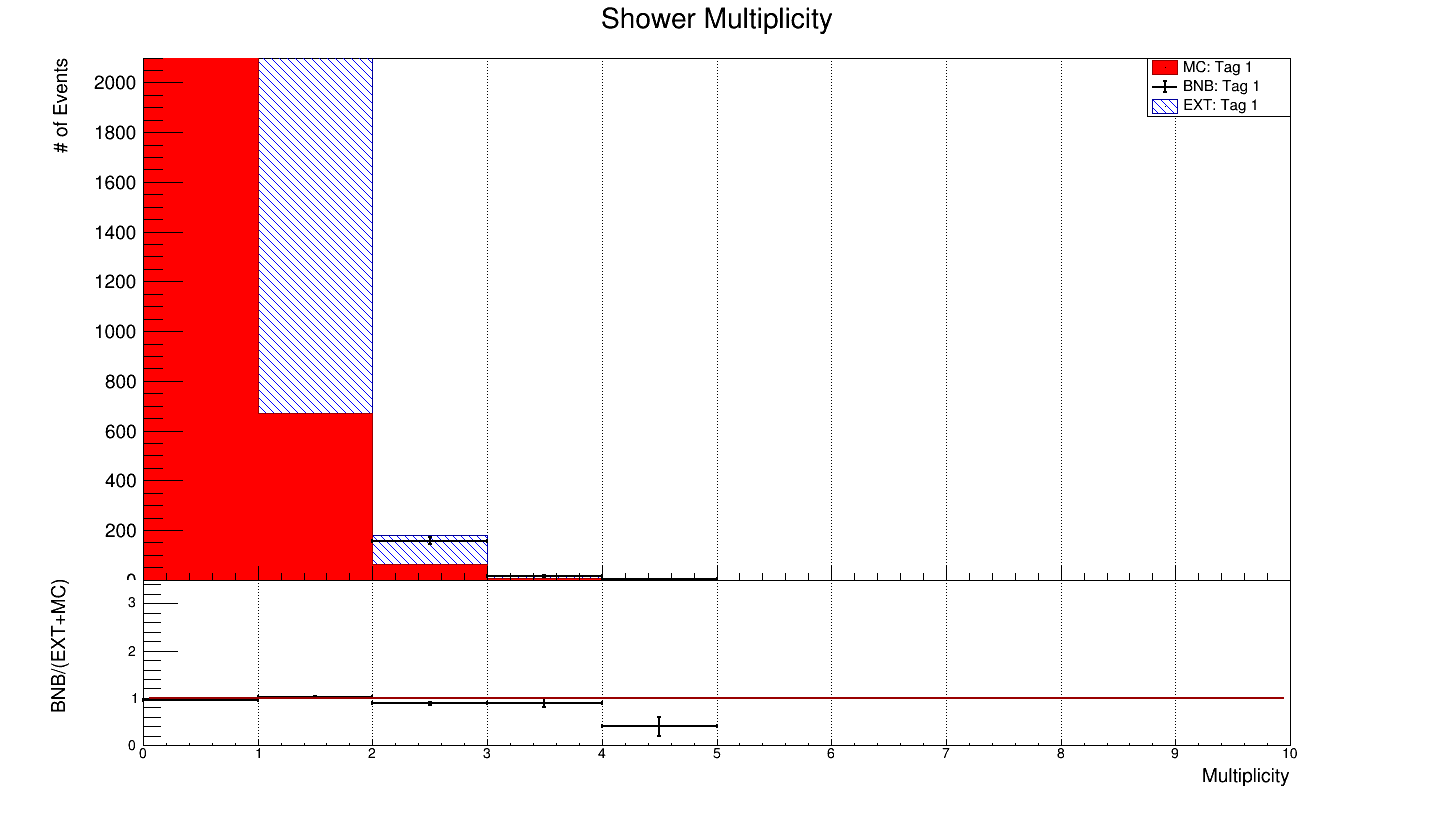 Shower Multiplicity
# of Events
2000
1800
1600
1400
1200
1000
800
600
400
200
0
MC: Tag 1
BNB: Tag 1
EXT: Tag 1
BNB/(EXT+MC)
3
2
1
0
0 1 2 3 4 5 6 7 8 9 10
Multiplicity